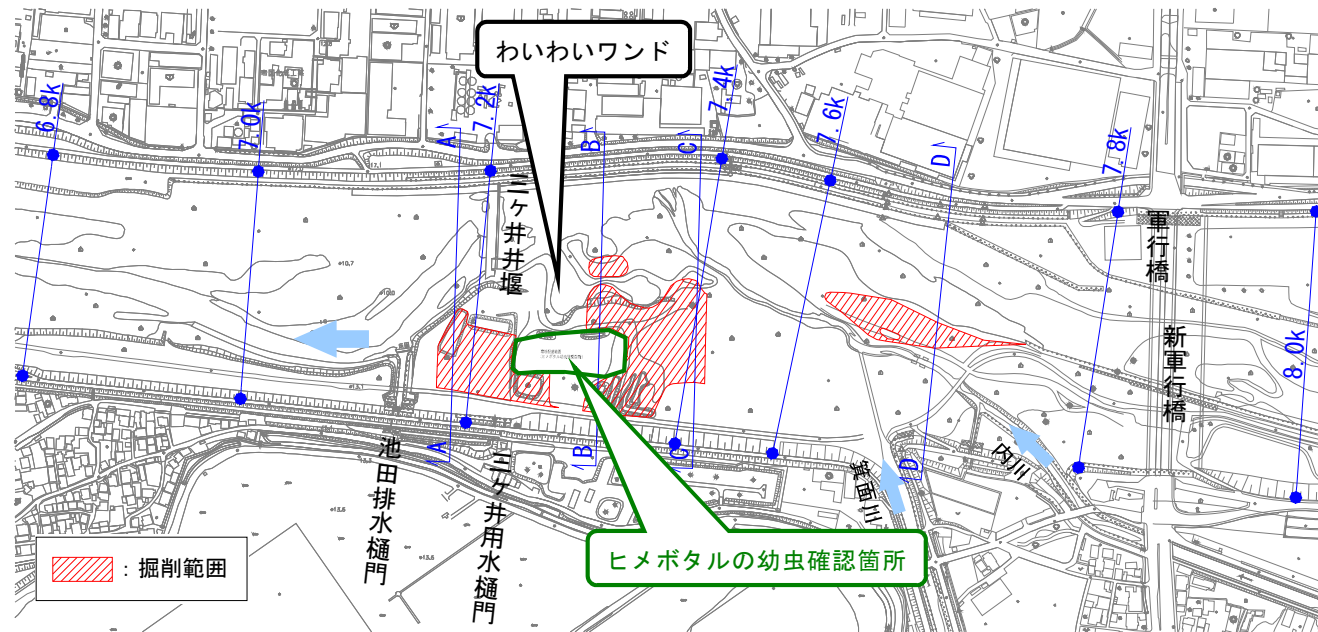 わいわいワンド
6.8k
7.0k
7.2k
7.4k
7.6k
7.8k
8.0k
A
B
C
D
三ヶ井井堰
軍行橋
新軍行橋
A
B
C
D
池田排水樋門
三ヶ井用水樋門
箕面川
内川
ヒメボタルの幼虫確認箇所
：掘削範囲